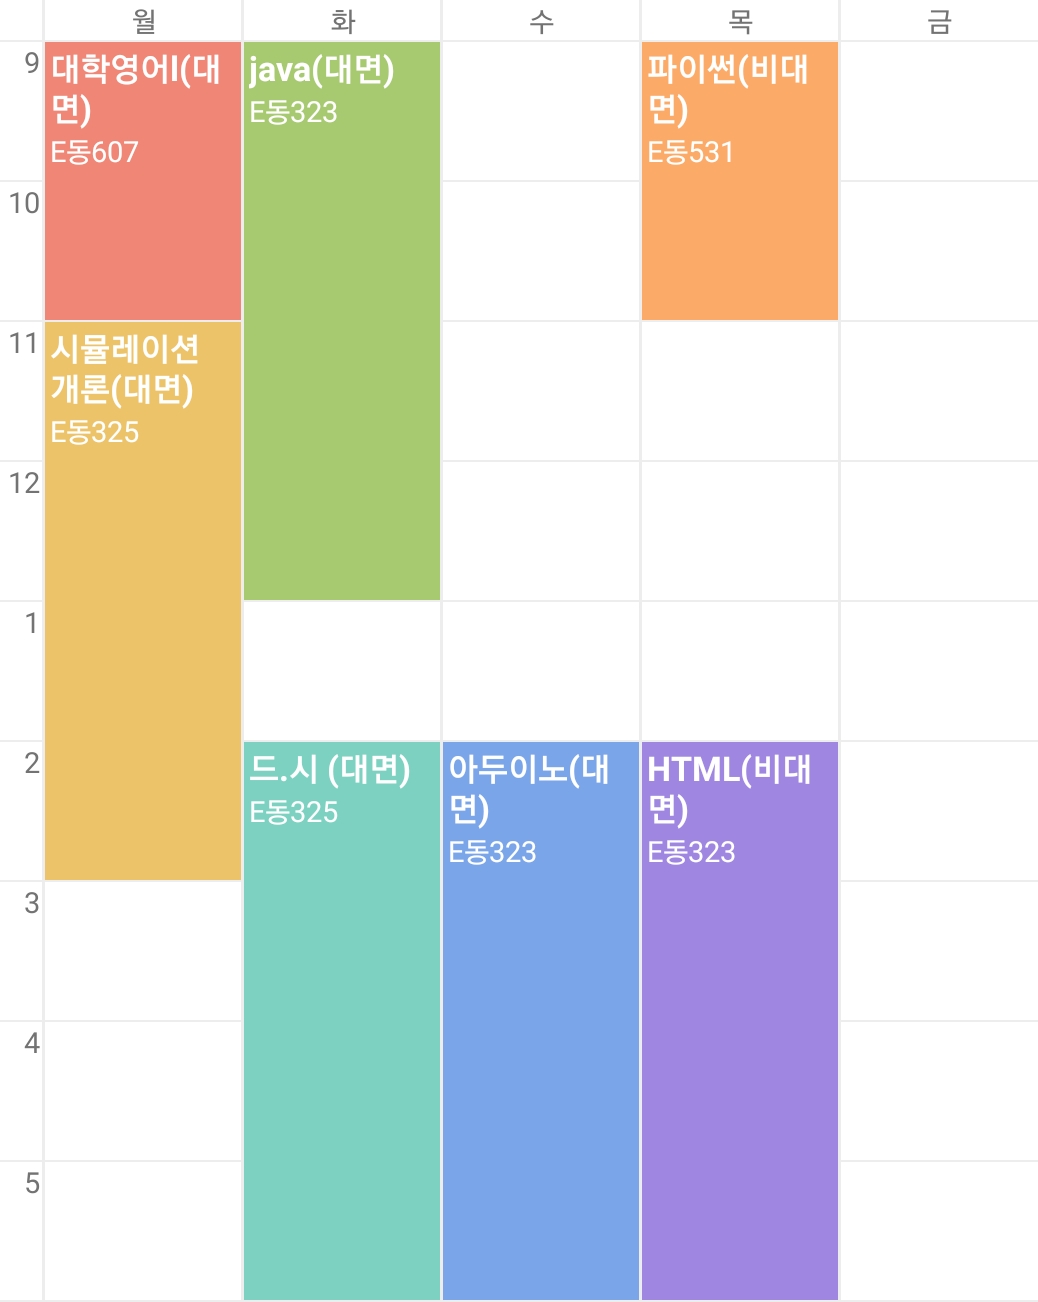 월 화 수 목 금
9
대학영어I(대
면)
E동607
java(대면)
E동323
파이썬(비대
면)
E동531
10
11
시뮬레이션
개론(대면)
E동325
12
1
2
드.시 (대면)
E동325
아두이노(대
면)
E동323
HTML(비대
면)
E동323
3
4
5